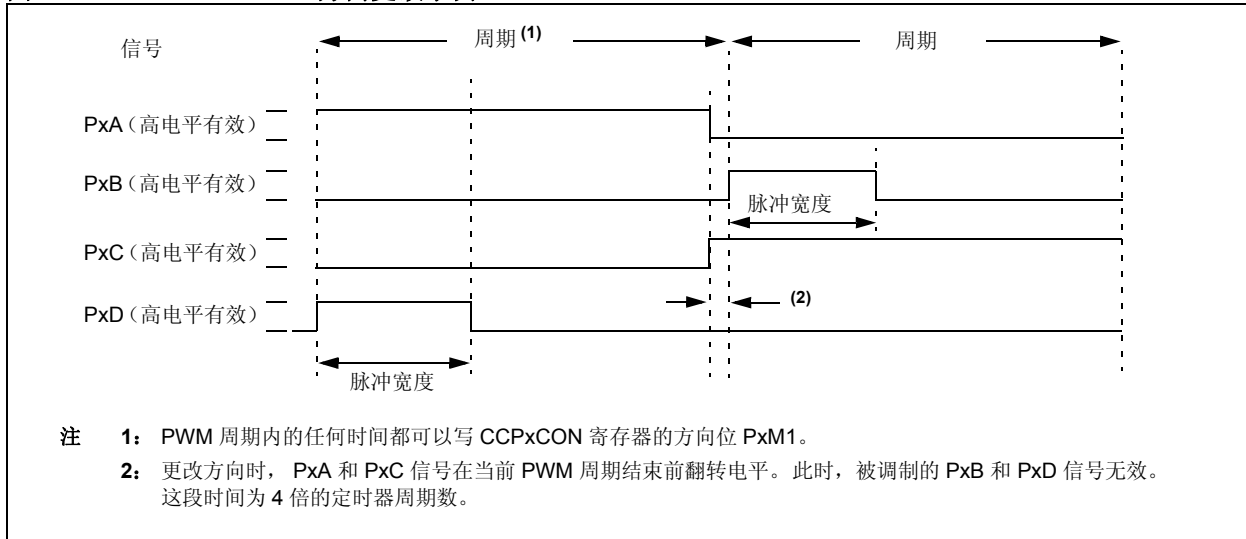 信号
周期(1)
周期
PxA（高电平有效）
PxB（高电平有效）
脉冲宽度
PxC（高电平有效）
(2)
PxD（高电平有效）
脉冲宽度
注 1： PWM 周期内的任何时间都可以写 CCPxCON 寄存器的方向位 PxM1。
2： 更改方向时， PxA 和 PxC 信号在当前 PWM 周期结束前翻转电平。此时，被调制的 PxB 和 PxD 信号无效。
这段时间为 4 倍的定时器周期数。